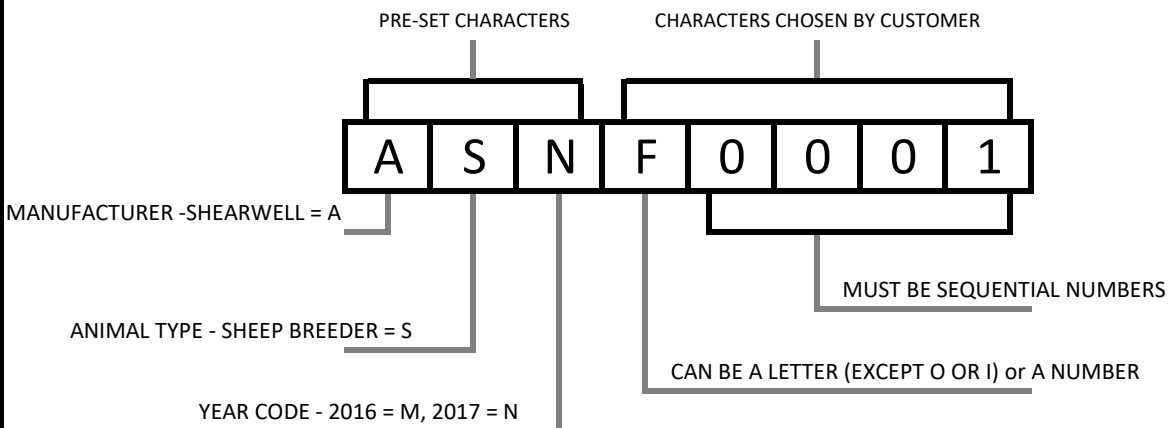 PRE-SET CHARACTERS
CHARACTERS CHOSEN BY CUSTOMER
A S N F 0 0 0 1
MANUFACTURER -SHEARWELL = A
MUST BE SEQUENTIAL NUMBERS
ANIMAL TYPE - SHEEP BREEDER = S
CAN BE A LETTER (EXCEPT O OR I) or A NUMBER
YEAR CODE - 2016 = M, 2017 = N